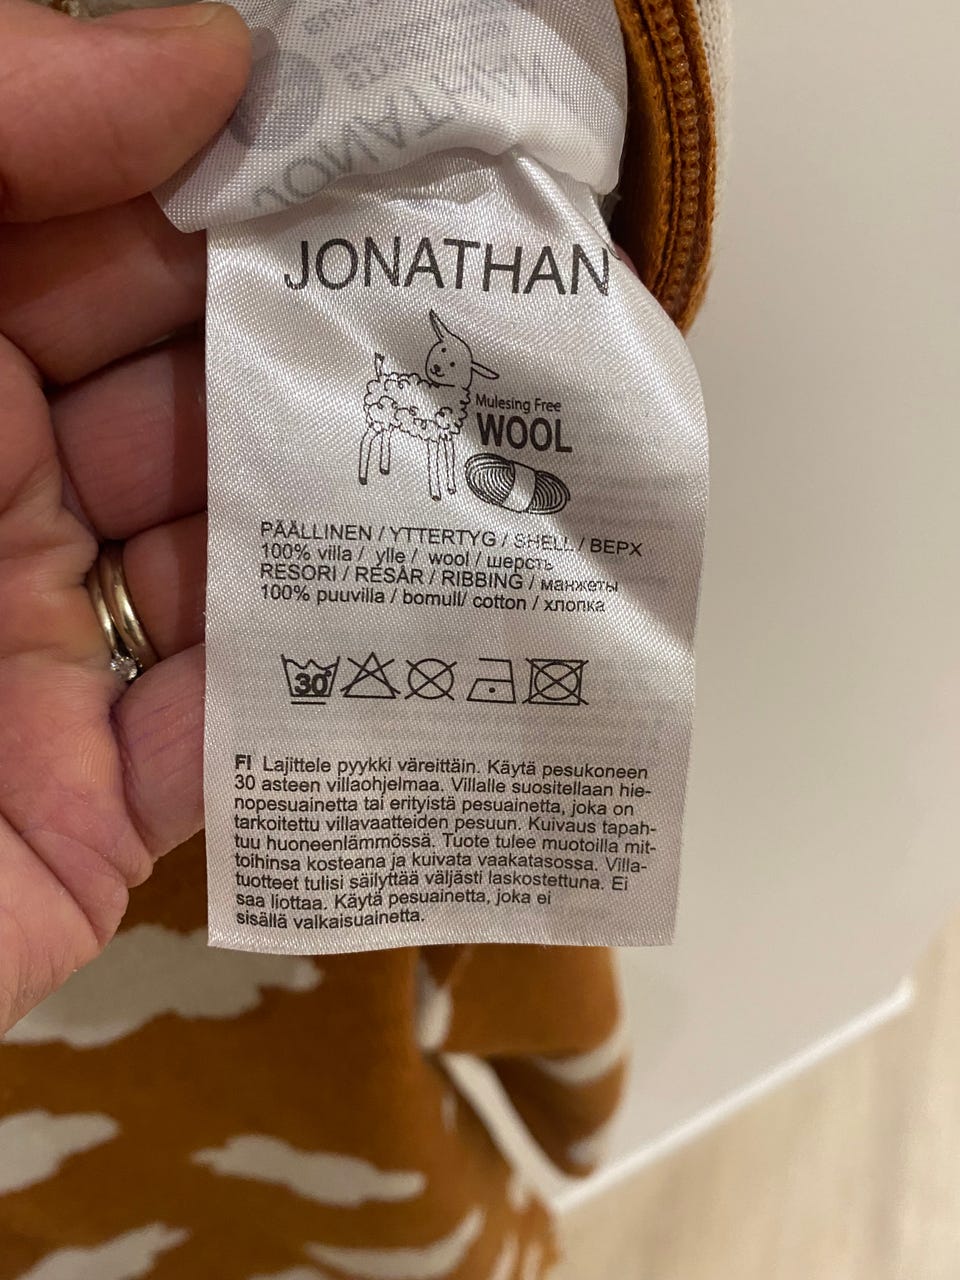 JONATHAN
Mulesing Free
WOOL
PÄÄLLINEN / YTTERTYG / SHELL / ВЕРХ
100% villa / ylle / wool / шерсть
RESORI / RESÅR / RIBBING / манжеты
100% puuvilla / bomull/ cotton / хлопка
30°
FI Lajittele pyykki väreittäin. Käytä pesukoneen
30 asteen villaohjelmaa. Villalle suositellaan hie-
nopesuainetta tai erityistä pesuainetta, joka on
tarkoitettu villavaatteiden pesuun. Kuivaus tapah-
tuu huoneenlämmössä. Tuote tulee muotoilla mit-
toihinsa kosteana ja kuivata vaakatasossa. Villa-
tuotteet tulisi säilyttää väljästi laskostettuna. Ei
saa liottaa. Käytä pesuainetta, joka ei
sisällä valkaisuainetta.